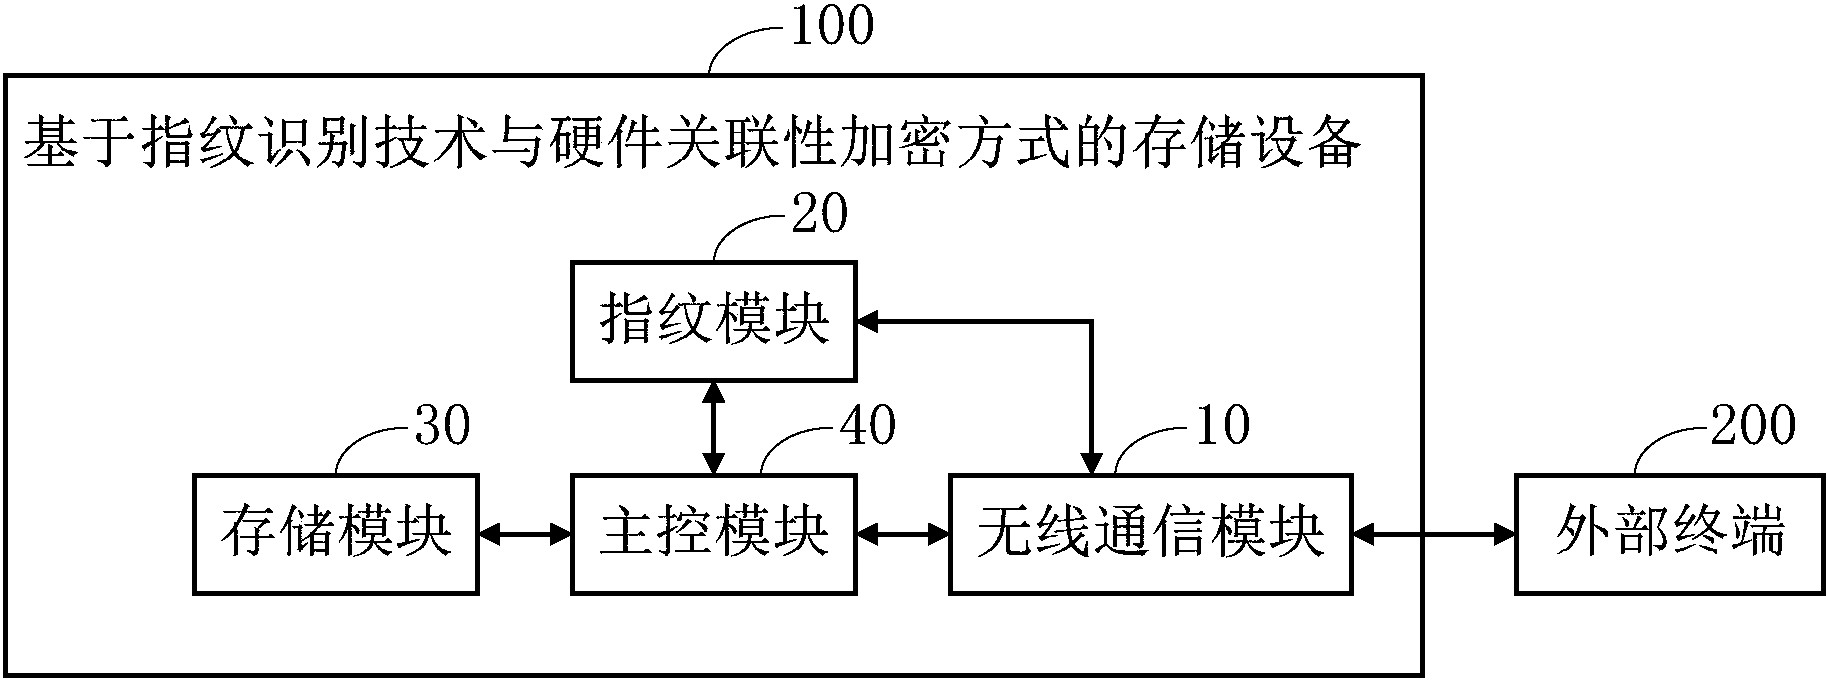 100
基于指纹识别技术与硬件关联性加密方式的存储设备
20
指纹模块
30
40
10
200
存储模块
主控模块
无线通信模块
外部终端